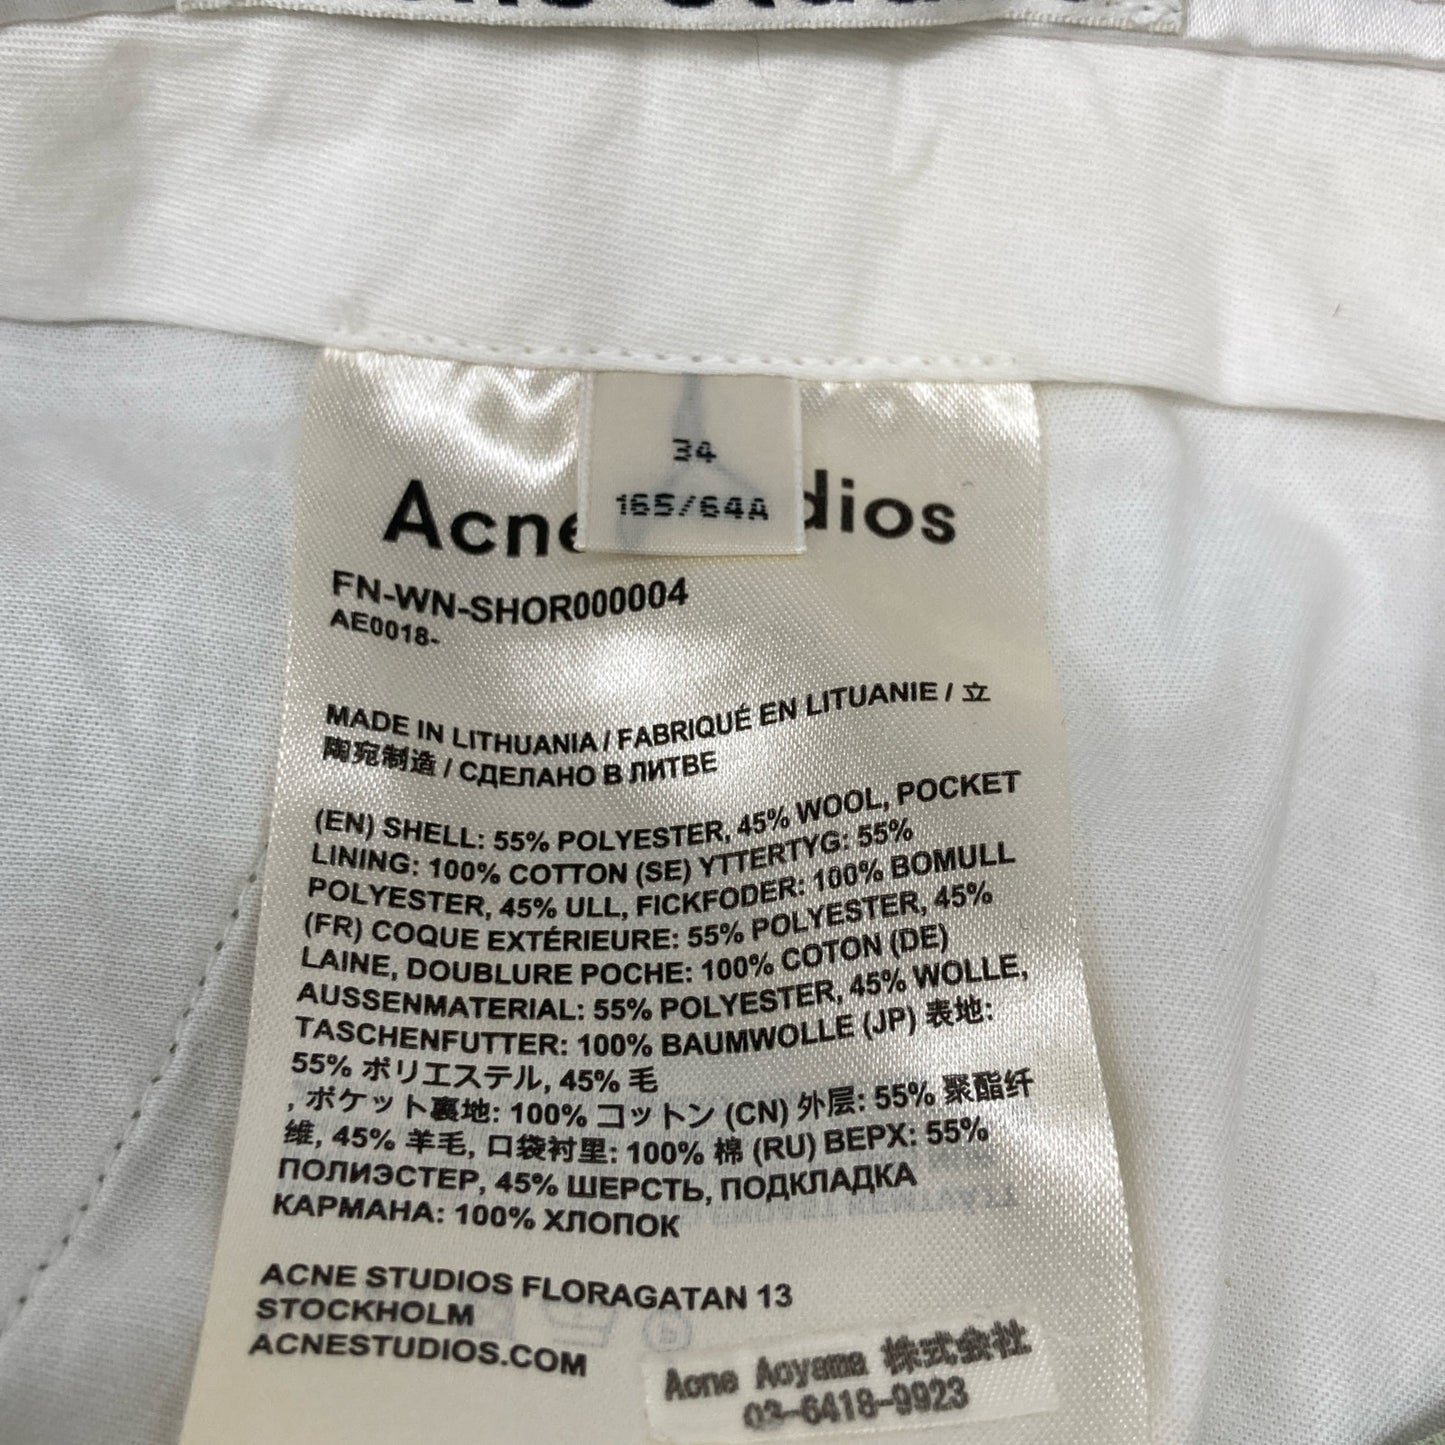 34
165/64A
Acne Studios
FN-WN-SHOR000004
AE0018-
MADE IN LITHUANIA / FABRIQUÉ EN LITUANIE / 立
陶宛制造 / СДЕЛАНО В ЛИТВЕ
(EN) SHELL: 55% POLYESTER, 45% WOOL, POCKET
LINING: 100% COTTON (SE) YTTERTYG: 55%
POLYESTER, 45% ULL, FICKFODER: 100% BOMULL
(FR) COQUE EXTÉRIEURE: 55% POLYESTER, 45%
LAINE, DOUBLURE POCHE: 100% COTON (DE)
AUSSENMATERIAL: 55% POLYESTER, 45% WOLLE,
TASCHENFUTTER: 100% BAUMWOLLE (JP) 表地:
55% ポリエステル, 45% 毛
, ポケット裏地: 100% コットン (CN) 外层: 55% 聚酯纤
维, 45% 羊毛, 口袋衬里: 100% 棉 (RU) ВЕРХ: 55%
ПОЛИЭСТЕР, 45% ШЕРСТЬ, ПОДКЛАДКА
КАРМАНА: 100% ХЛОПОК
ACNE STUDIOS FLORAGATAN 13
STOCKHOLM
ACNESTUDIOS.COM
Acne Aoyama 株式会社
03-6418-9923